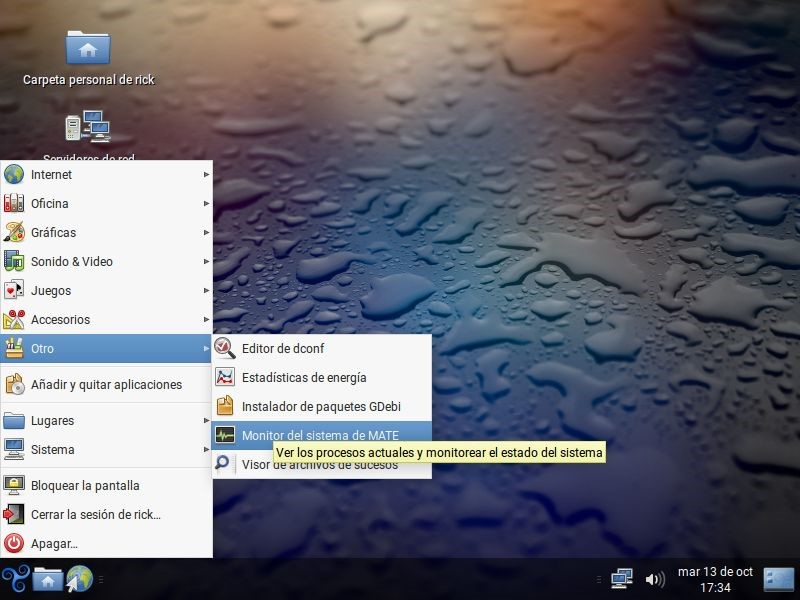 Carpeta personal de rick
Servidores de red
Internet
Oficina
Gráficas
Sonido & Video
Juegos
Accesorios
Otro
Añadir y quitar aplicaciones
Lugares
Sistema
Bloquear la pantalla
Cerrar la sesión de rick...
Apagar...
Editor de dconf
Estadísticas de energía
Instalador de paquetes GDebi
Monitor del sistema de MATE
Ver los procesos actuales y monitorear el estado del sistema
Visor de archivos de sucesos
mar 13 de oct
17:34